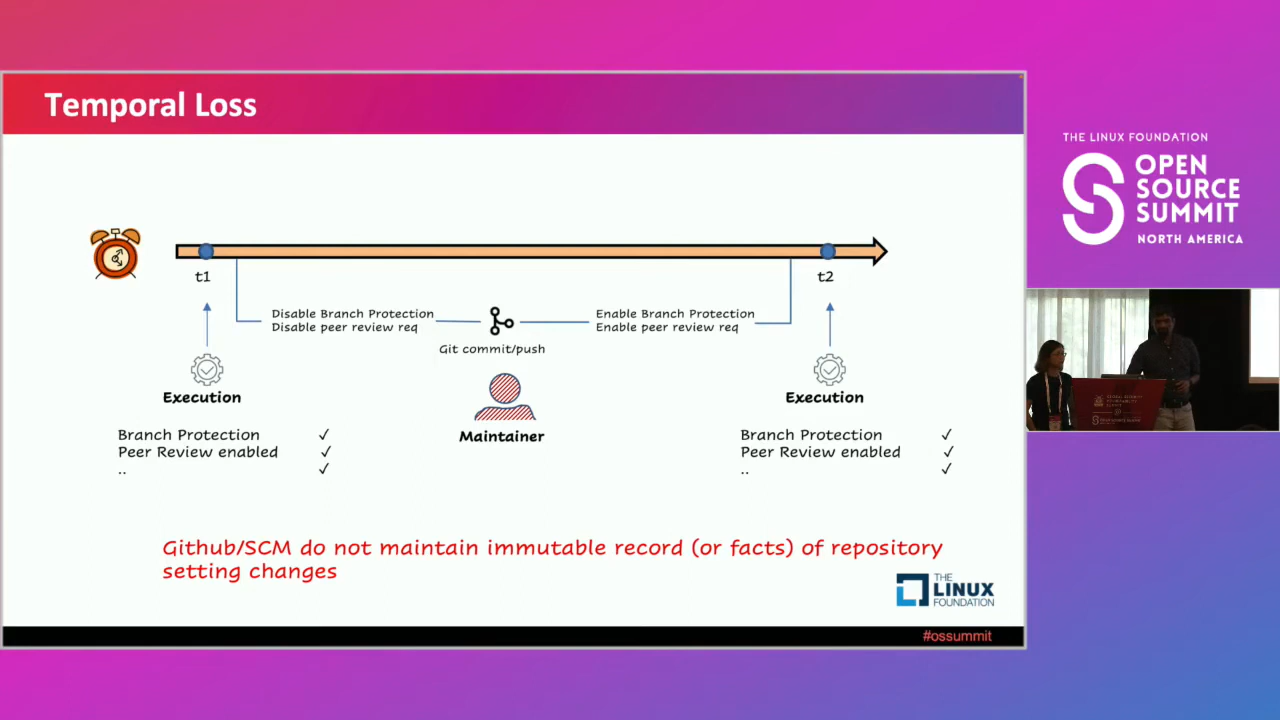 Temporal Loss
t1
t2
Disable Branch Protection
Disable peer review req
Git commit/push
Enable Branch Protection
Enable peer review req
Execution
Branch Protection ✓
Peer Review enabled ✓
.. ✓
Maintainer
Execution
Branch Protection ✓
Peer Review enabled ✓
.. ✓
Github/SCM do not maintain immutable record (or facts) of repository
setting changes
THE
LINUX
FOUNDATION
#ossummit
THE LINUX FOUNDATION
OPEN
SOURCE
SUMMIT
NORTH AMERICA